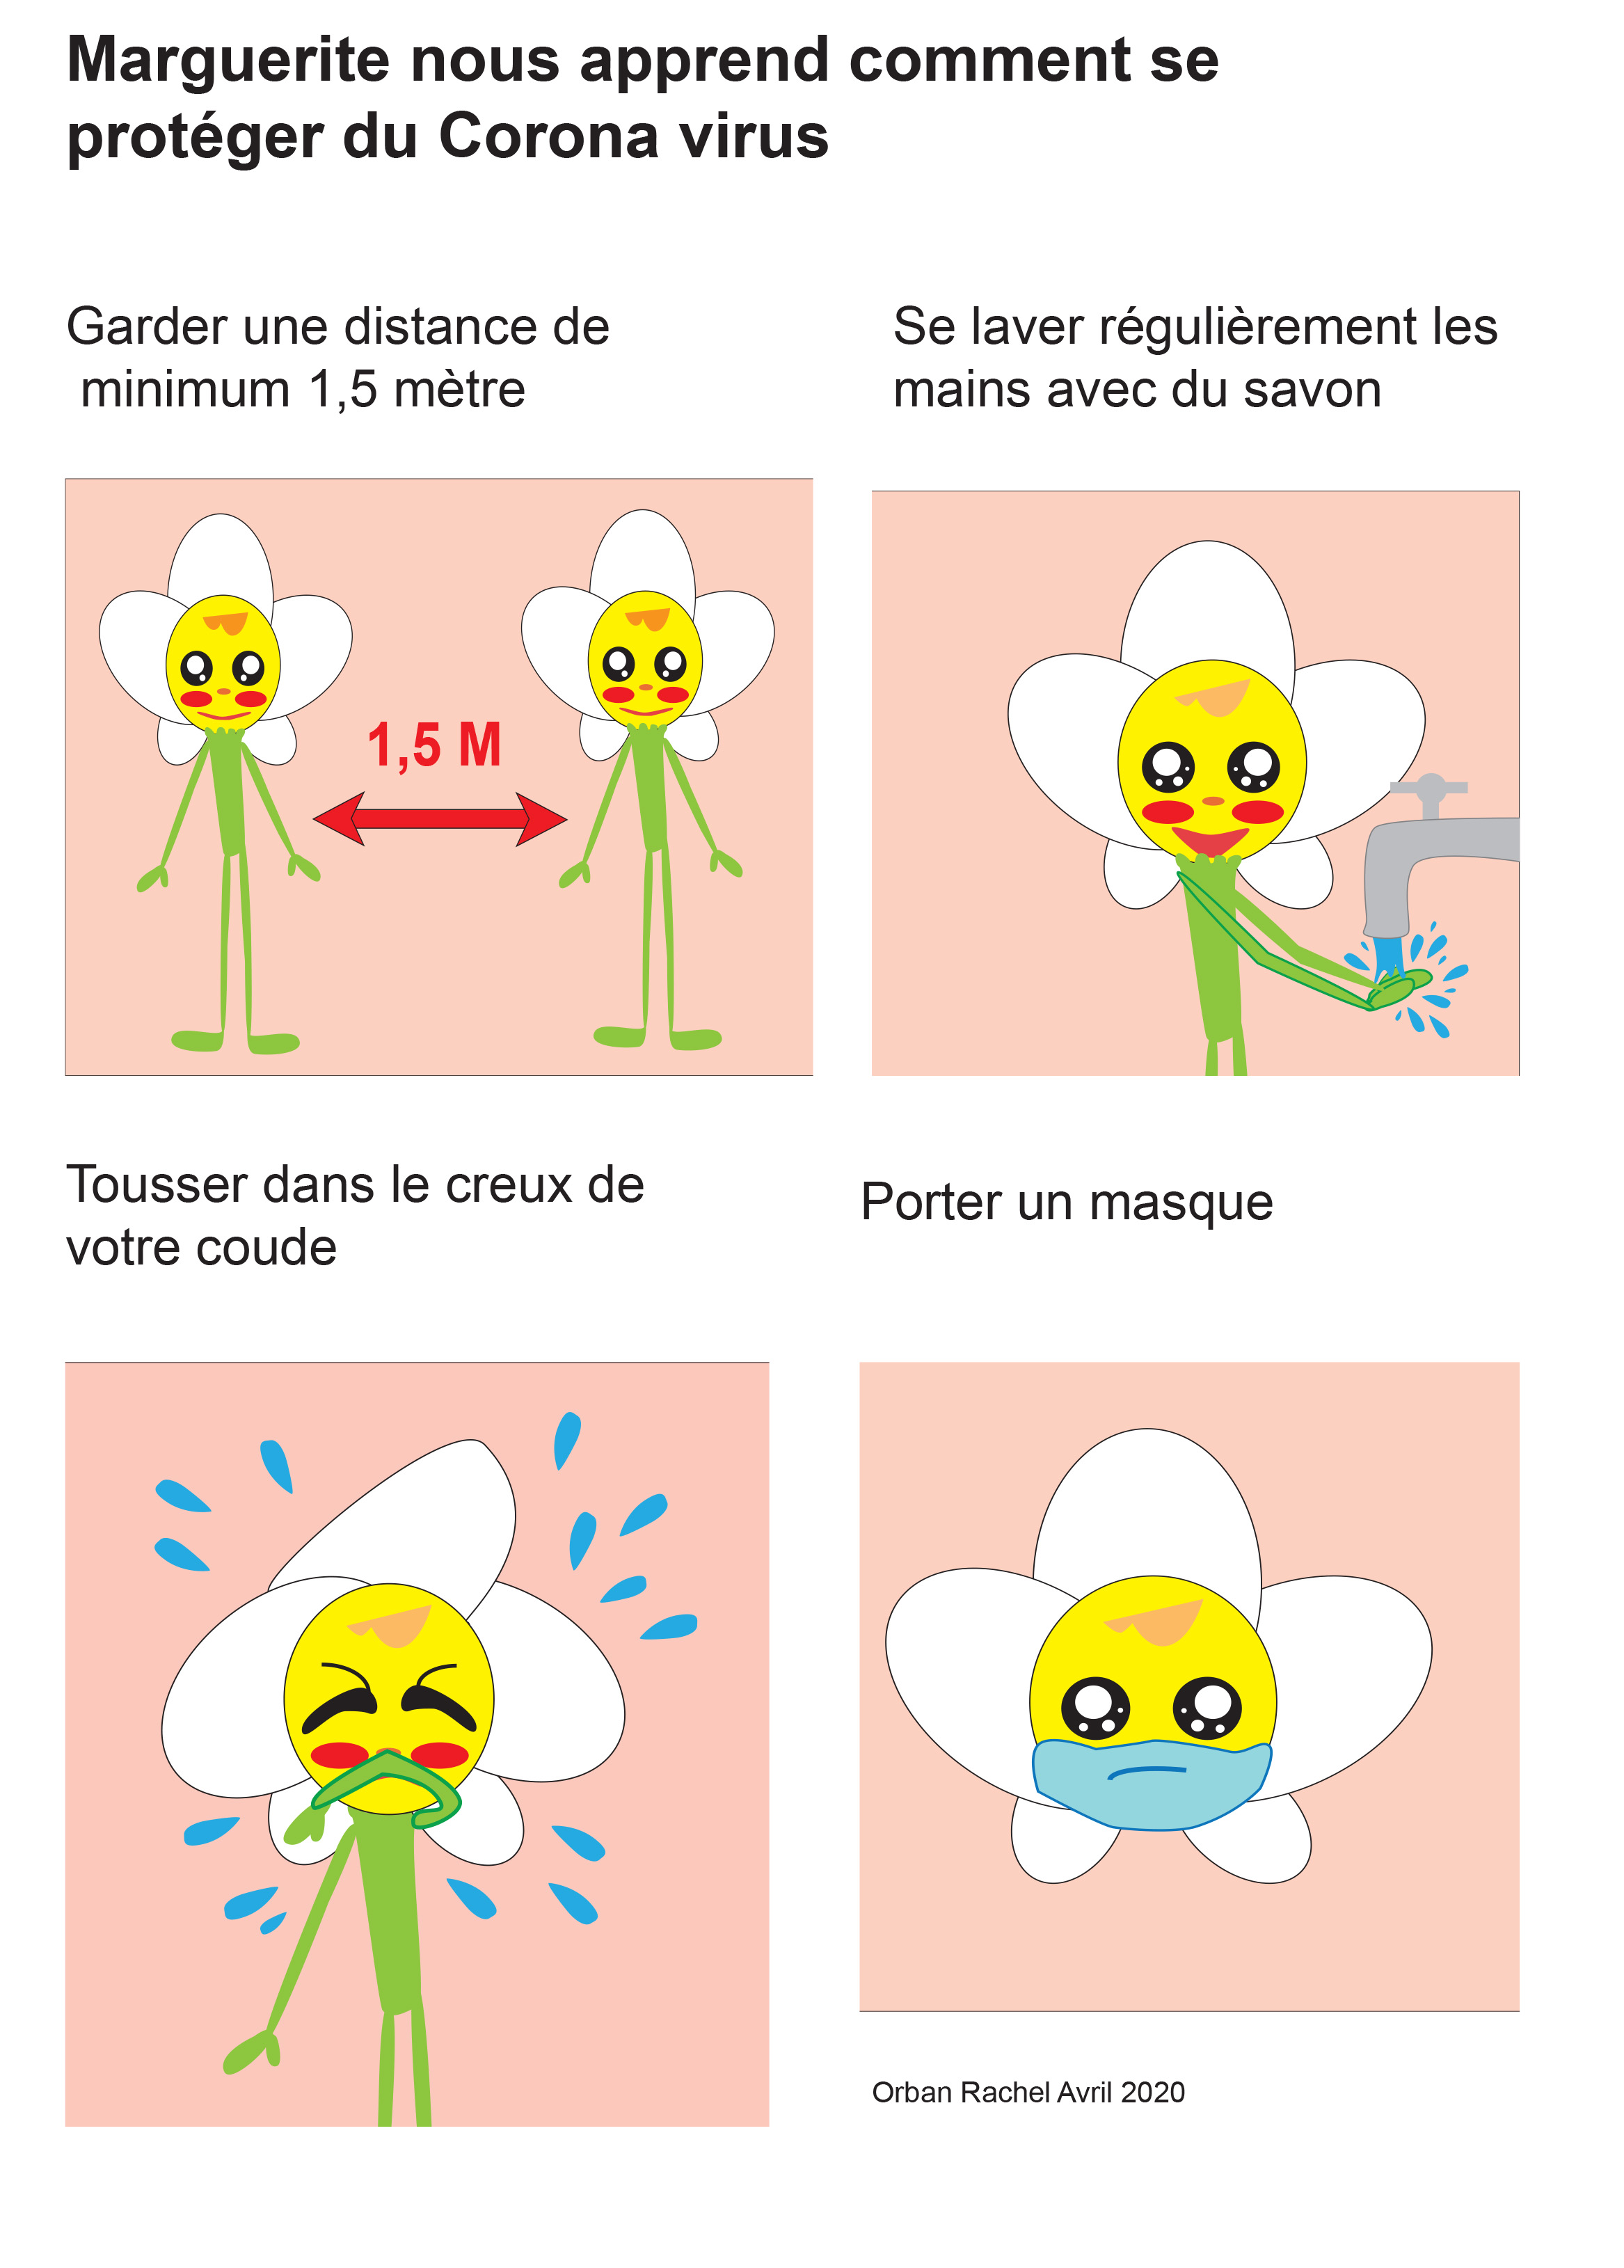 Marguerite nous apprend comment se
protéger du Corona virus
Garder une distance de
minimum 1,5 mètre
Se laver régulièrement les
mains avec du savon
1,5 M
Tousser dans le creux de
votre coude
Porter un masque
Orban Rachel Avril 2020